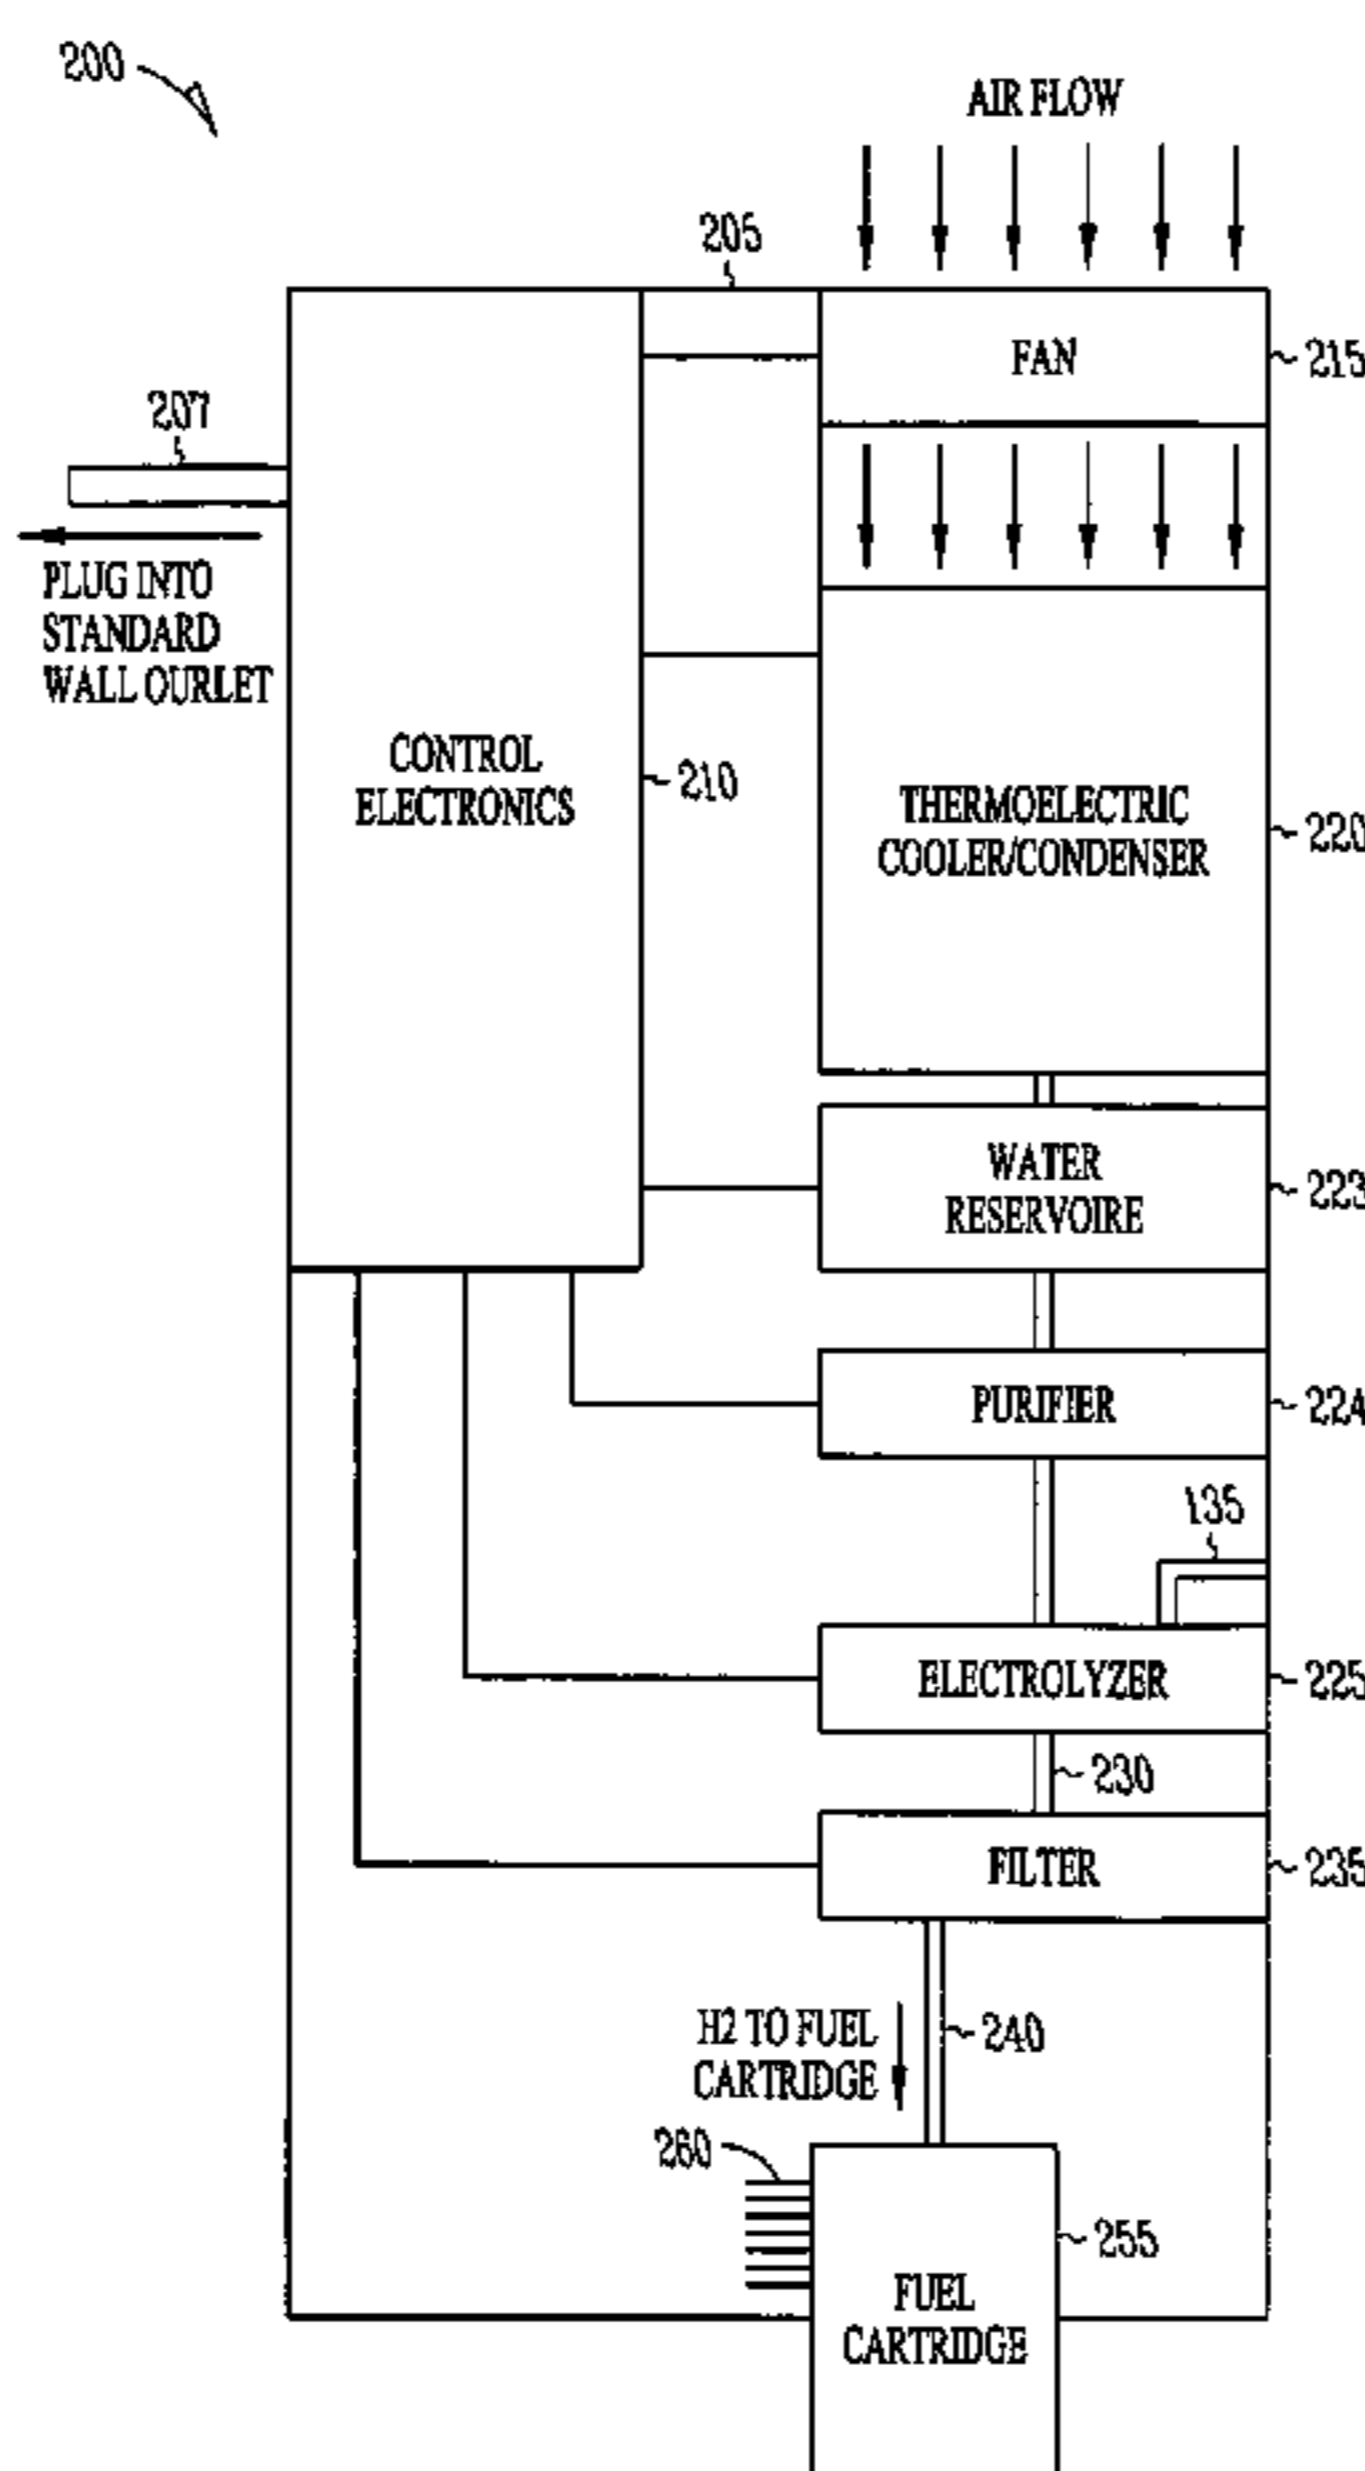 200
AIR FLOW
205
FAN
215
207
PLUG INTO
STANDARD
WALL OURLET
CONTROL
ELECTRONICS
210
THERMOELECTRIC
COOLER/CONDENSER
220
WATER
RESERVOIRE
223
PURIFIER
224
135
ELECTROLYZER
225
230
FILTER
235
H2 TO FUEL
CARTRIDGE
240
260
255
FUEL
CARTRIDGE